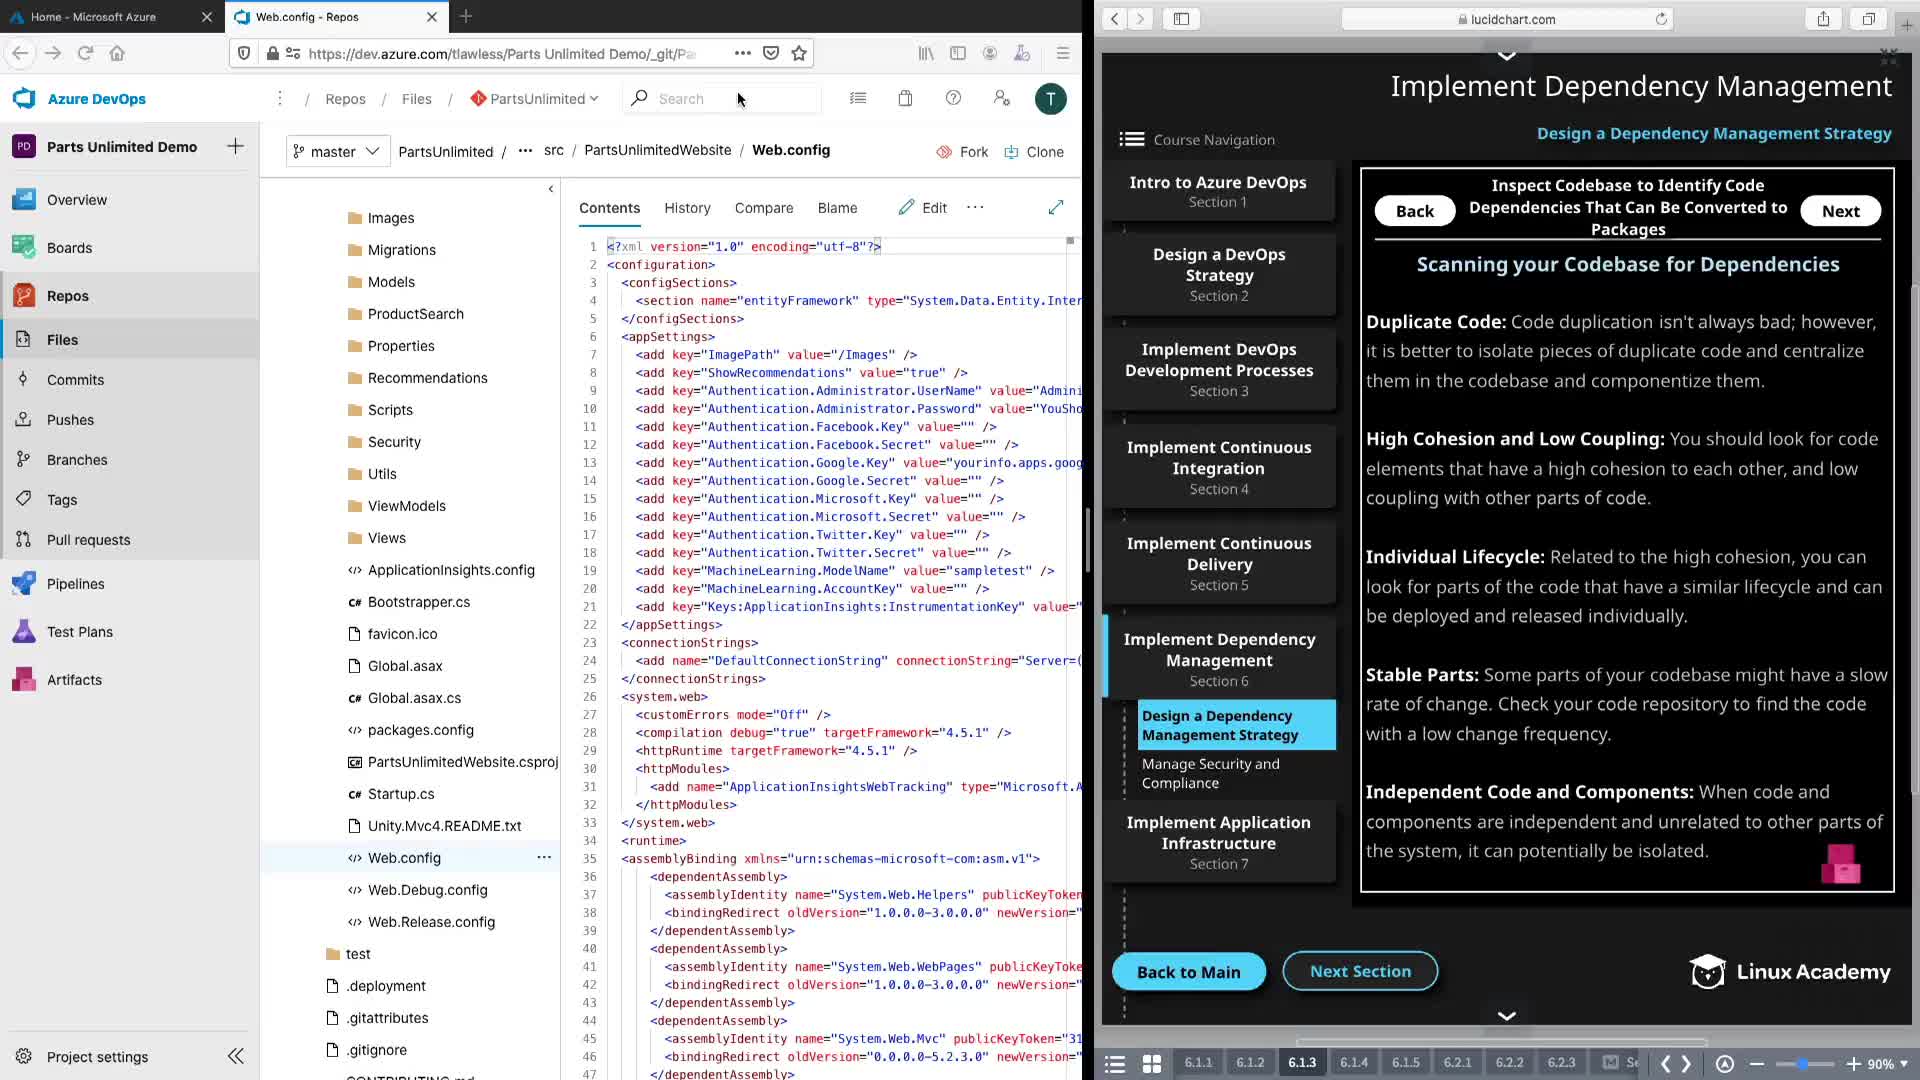 Home - Microsoft Azure
Web.config - Repos
https://dev.azure.com/tlawless/Parts Unlimited Demo/_git/Pa
Azure DevOps
/ Repos / Files / PartsUnlimited
Search
T
PD Parts Unlimited Demo
Overview
Boards
Repos
Files
Commits
Pushes
Branches
Tags
Pull requests
Pipelines
Test Plans
Artifacts
Project settings
master
PartsUnlimited / ··· src / PartsUnlimitedWebsite / Web.config
Fork
Clone
Images
Migrations
Models
ProductSearch
Properties
Recommendations
Scripts
Security
Utils
ViewModels
Views
ApplicationInsights.config
C# Bootstrapper.cs
favicon.ico
Global.asax
C# Global.asax.cs
packages.config
PartsUnlimitedWebsite.csproj
C# Startup.cs
Unity.Mvc4.README.txt
Web.config
Web.Debug.config
Web.Release.config
test
.deployment
.gitattributes
.gitignore
Contents History Compare Blame Edit
1 <?xml version="1.0" encoding="utf-8"?>
2 <configuration>
3 <configSections>
4 <section name="entityFramework" type="System.Data.Entity.Inter
5 </configSections>
6 <appSettings>
7 <add key="ImagePath" value="/Images" />
8 <add key="ShowRecommendations" value="true" />
9 <add key="Authentication.Administrator.UserName" value="Admini
10 <add key="Authentication.Administrator.Password" value="YouSho
11 <add key="Authentication.Facebook.Key" value="" />
12 <add key="Authentication.Facebook.Secret" value="" />
13 <add key="Authentication.Google.Key" value="yourinfo.apps.goog
14 <add key="Authentication.Google.Secret" value="" />
15 <add key="Authentication.Microsoft.Key" value="" />
16 <add key="Authentication.Microsoft.Secret" value="" />
17 <add key="Authentication.Twitter.Key" value="" />
18 <add key="Authentication.Twitter.Secret" value="" />
19 <add key="MachineLearning.ModelName" value="sampletest" />
20 <add key="MachineLearning.AccountKey" value="" />
21 <add key="Keys:ApplicationInsights:InstrumentationKey" value="
22 </appSettings>
23 <connectionStrings>
24 <add name="DefaultConnectionString" connectionString="Server=(
25 </connectionStrings>
26 <system.web>
27 <customErrors mode="Off" />
28 <compilation debug="true" targetFramework="4.5.1" />
29 <httpRuntime targetFramework="4.5.1" />
30 <httpModules>
31 <add name="ApplicationInsightsWebTracking" type="Microsoft.A
32 </httpModules>
33 </system.web>
34 <runtime>
35 <assemblyBinding xmlns="urn:schemas-microsoft-com:asm.v1">
36 <dependentAssembly>
37 <assemblyIdentity name="System.Web.Helpers" publicKeyToken
38 <bindingRedirect oldVersion="1.0.0.0-3.0.0.0" newVersion="
39 </dependentAssembly>
40 <dependentAssembly>
41 <assemblyIdentity name="System.Web.WebPages" publicKeyToke
42 <bindingRedirect oldVersion="1.0.0.0-3.0.0.0" newVersion="
43 </dependentAssembly>
44 <dependentAssembly>
45 <assemblyIdentity name="System.Web.Mvc" publicKeyToken="31
46 <bindingRedirect oldVersion="0.0.0.0-5.2.3.0" newVersion="
47 </dependentAssembly>
lucidchart.com
Implement Dependency Management
Design a Dependency Management Strategy
Course Navigation
Intro to Azure DevOps
Section 1
Design a DevOps
Strategy
Section 2
Implement DevOps
Development Processes
Section 3
Implement Continuous
Integration
Section 4
Implement Continuous
Delivery
Section 5
Implement Dependency
Management
Section 6
Design a Dependency
Management Strategy
Manage Security and
Compliance
Implement Application
Infrastructure
Section 7
Back to Main
Next Section
Back
Inspect Codebase to Identify Code
Dependencies That Can Be Converted to
Packages
Next
Scanning your Codebase for Dependencies
Duplicate Code: Code duplication isn't always bad; however,
it is better to isolate pieces of duplicate code and centralize
them in the codebase and componentize them.
High Cohesion and Low Coupling: You should look for code
elements that have a high cohesion to each other, and low
coupling with other parts of code.
Individual Lifecycle: Related to the high cohesion, you can
look for parts of the code that have a similar lifecycle and can
be deployed and released individually.
Stable Parts: Some parts of your codebase might have a slow
rate of change. Check your code repository to find the code
with a low change frequency.
Independent Code and Components: When code and
components are independent and unrelated to other parts of
the system, it can potentially be isolated.
Linux Academy
6.1.1 6.1.2 6.1.3 6.1.4 6.1.5 6.2.1 6.2.2 6.2.3
90%